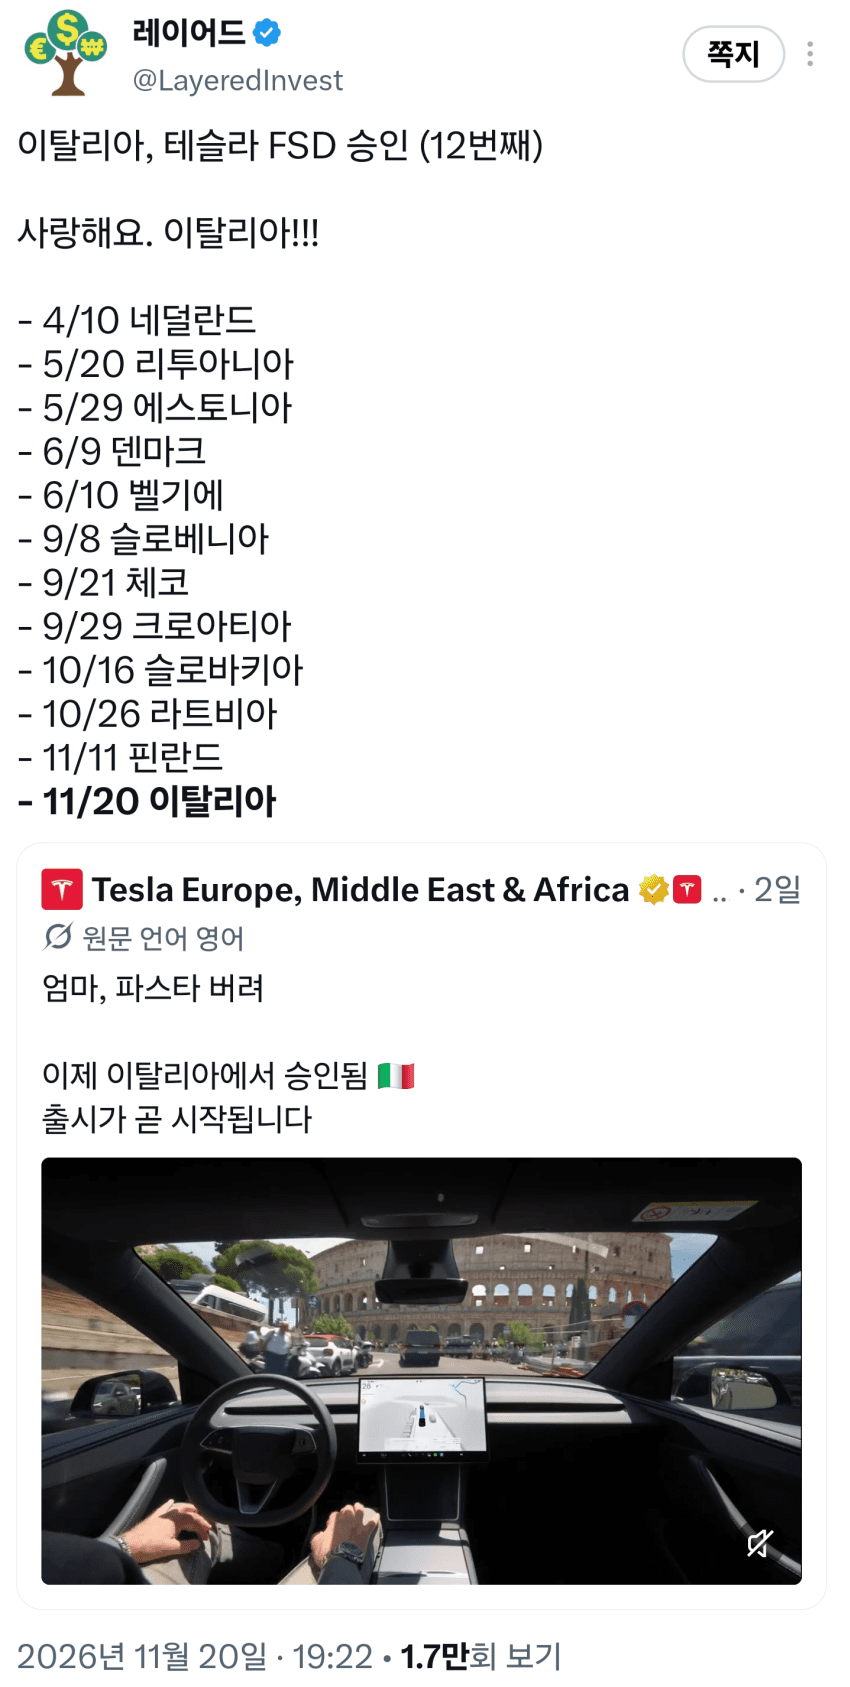 레이어드
쪽지
@LayeredInvest
이탈리아, 테슬라 FSD 승인 (12번째)
사랑해요. 이탈리아!!!
- 4/10 네덜란드
- 5/20 리투아니아
- 5/29 에스토니아
- 6/9 덴마크
- 6/10 벨기에
- 9/8 슬로베니아
- 9/21 체코
- 9/29 크로아티아
- 10/16 슬로바키아
- 10/26 라트비아
- 11/11 핀란드
- 11/20 이탈리아
Tesla Europe, Middle East & Africa .. · 2일
원문 언어 영어
엄마, 파스타 버려
이제 이탈리아에서 승인됨 🇮🇹
출시가 곧 시작됩니다
2026년 11월 20일 · 19:22 • 1.7만회 보기